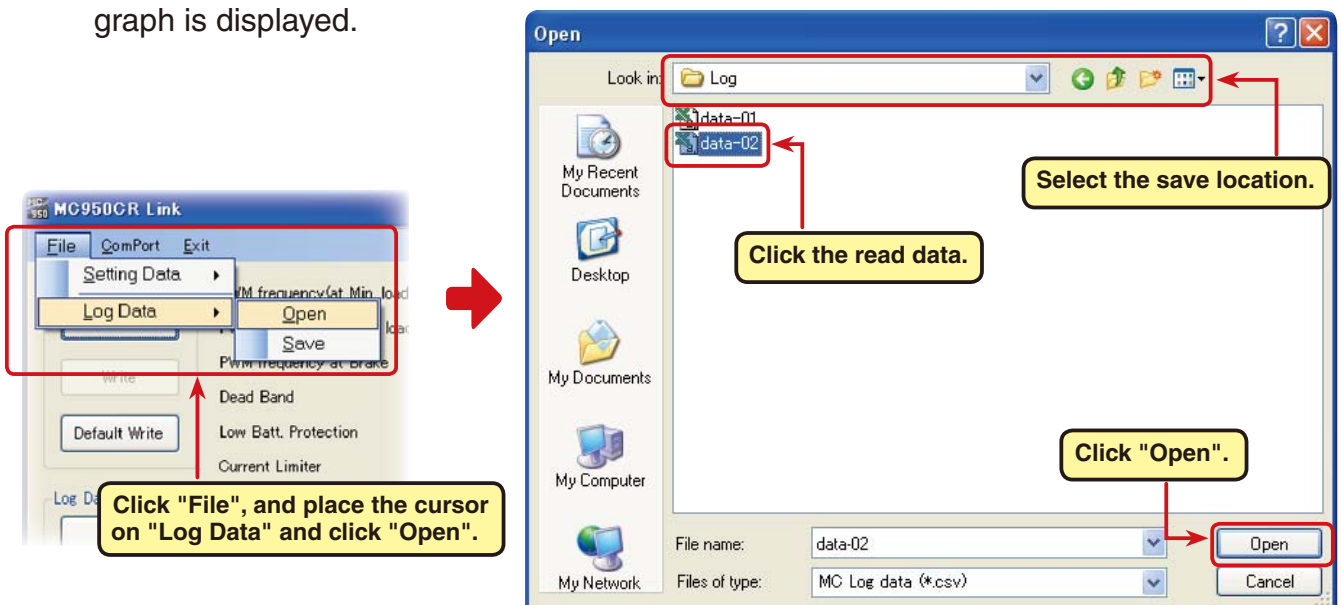 graph is displayed.
MC950CR Link
File ComPort Exit
Setting Data
Log Data
Open
Save
PWM frequency at Brake
Write
Dead Band
Default Write
Low Batt. Protection
Current Limiter
Click "File", and place the cursor
on "Log Data" and click "Open".
Open
Look in:
Log
data-01
data-02
My Recent
Documents
Desktop
My Documents
My Computer
My Network
Select the save location.
Click the read data.
Click "Open".
File name:
data-02
Open
Files of type:
MC Log data (*.csv)
Cancel